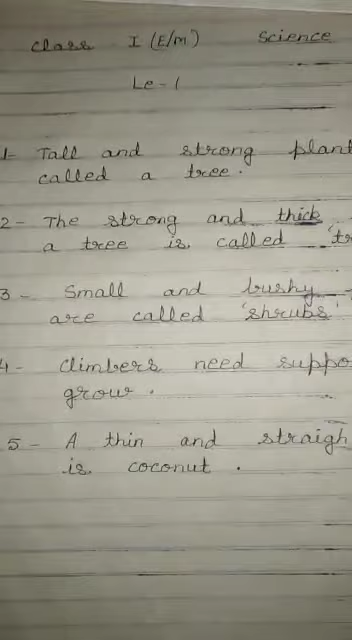 Class I (E/m) Science
Le - 1
1- Tall and strong plant
called a tree.
2- The strong and thick
a tree is. called 'tr
3 - Small and bushy
are called 'shrubs'
4 - Climbers need suppo
grow.
5 - A thin and straigh
is. coconut .